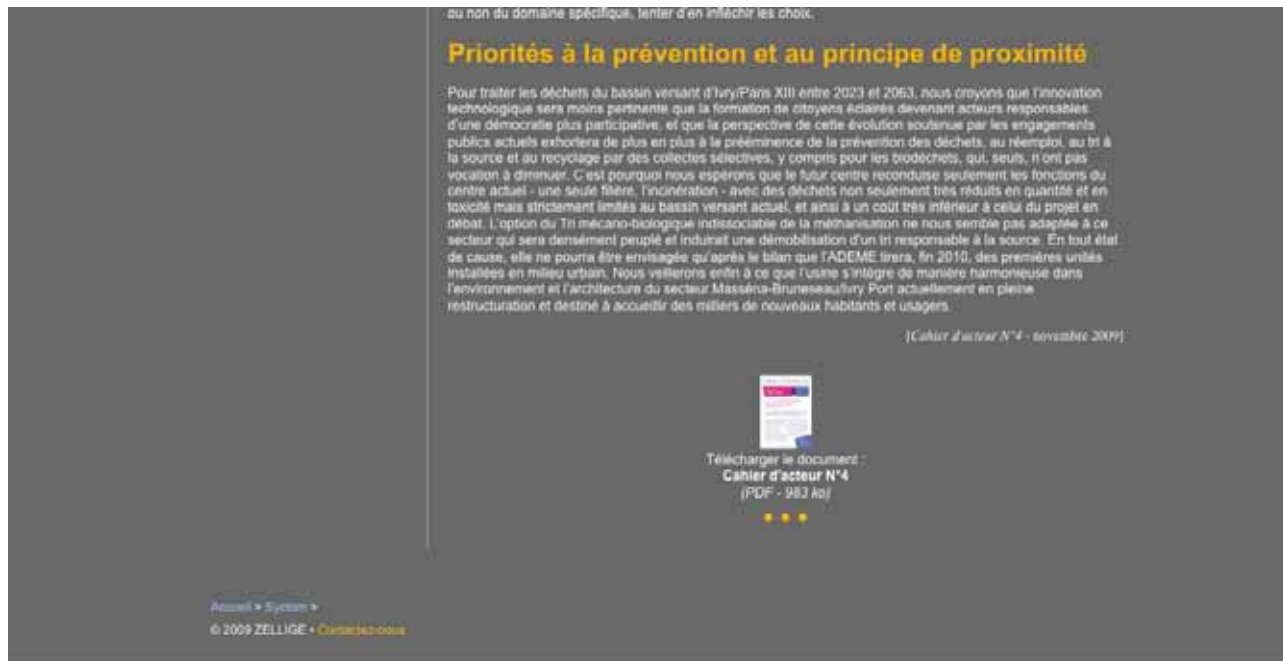 ou non du domaine spécifique, tenter d'en infléchir les choix.
Priorités à la prévention et au principe de proximité
Pour traiter les déchets du bassin versant d'Ivry/Paris XIII entre 2023 et 2063, nous croyons que l'innovation
technologique sera moins pertinente que la formation de citoyens éclairés devenant acteurs responsables
d'une démocratie plus participative, et que la perspective de cette évolution soutenue par les engagements
publics actuels exhortera de plus en plus à la prééminence de la prévention des déchets, au réemploi, au tri à
la source et au recyclage par des collectes sélectives, y compris pour les biodéchets, qui, seuls, n'ont pas
vocation à diminuer. C'est pourquoi nous espérons que le futur centre reconduise seulement les fonctions du
centre actuel - une seule filière, l'incinération - avec des déchets non seulement très réduits en quantité et en
toxicité mais strictement limités au bassin versant actuel, et ainsi à un coût très inférieur à celui du projet en
débat. L'option du Tri mécano-biologique indissociable de la méthanisation ne nous semble pas adaptée à ce
secteur qui sera densément peuplé et induirait une démobilisation d'un tri responsable à la source. En tout état
de cause, elle ne pourra être envisagée qu'après le bilan que l'ADEME tirera, fin 2010, des premières unités
installées en milieu urbain. Nous veillerons enfin à ce que l'usine s'intègre de manière harmonieuse dans
l'environnement et l'architecture du secteur Masséna-Bruneseau/Ivry Port actuellement en pleine
restructuration et destiné à accueillir des milliers de nouveaux habitants et usagers.
[Cahier d'acteur N°4 - novembre 2009]
Télécharger le document :
Cahier d'acteur N°4
(PDF - 983 ko)
Accueil » Systóm »
© 2009 ZELLIGE • Contactez-nous